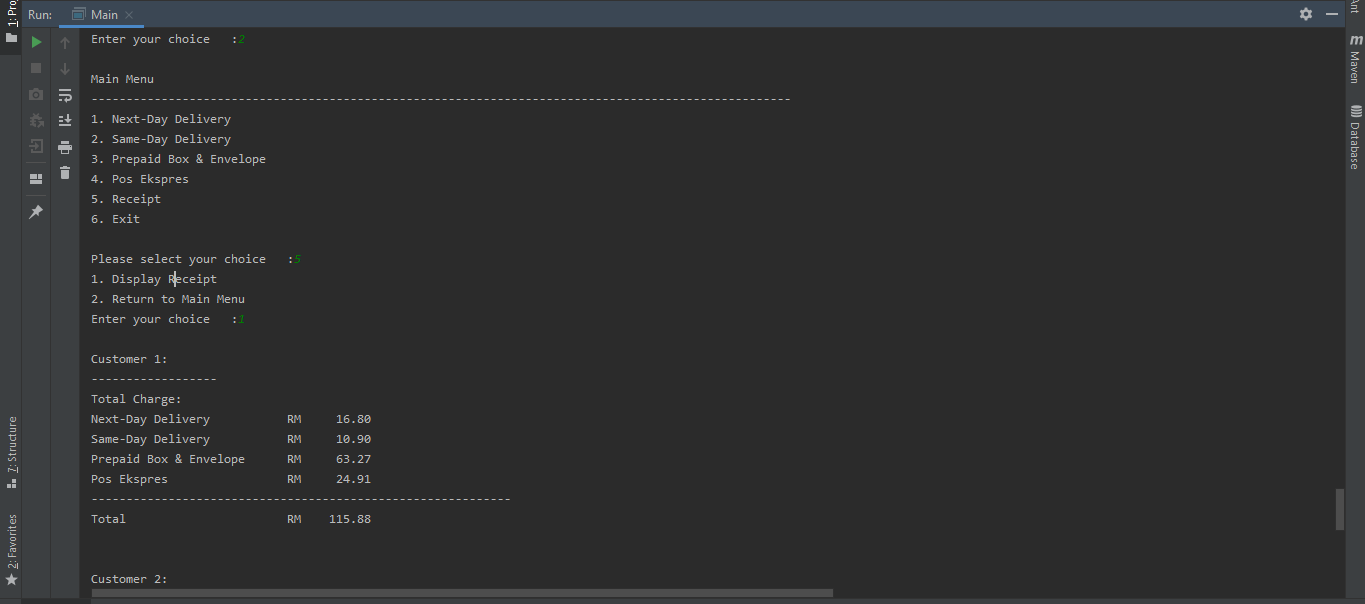 Run: Main
1: Pro
Enter your choice   :2
Main Menu
----------------------------------------------------------------------------------------------------
1. Next-Day Delivery
2. Same-Day Delivery
3. Prepaid Box & Envelope
4. Pos Ekspres
5. Receipt
6. Exit
Please select your choice   :5
1. Display Receipt
2. Return to Main Menu
Enter your choice   :1
Customer 1:
------------------
Total Charge:
Next-Day Delivery           RM     16.80
Same-Day Delivery           RM     10.90
Prepaid Box & Envelope      RM     63.27
Pos Ekspres                 RM     24.91
------------------------------------------------------------
Total                       RM    115.88
Customer 2:
7: Structure
2: Favorites
Ant
m Maven
Database